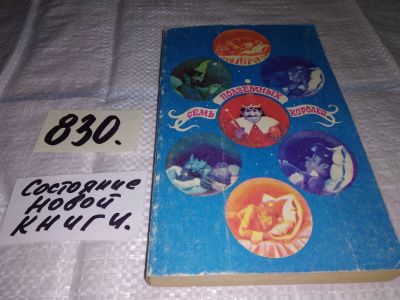 830.
Состояние
новой
книги.
ПОДЗЕМНЫХ
СЕМЬ КОРОЛЕЙ